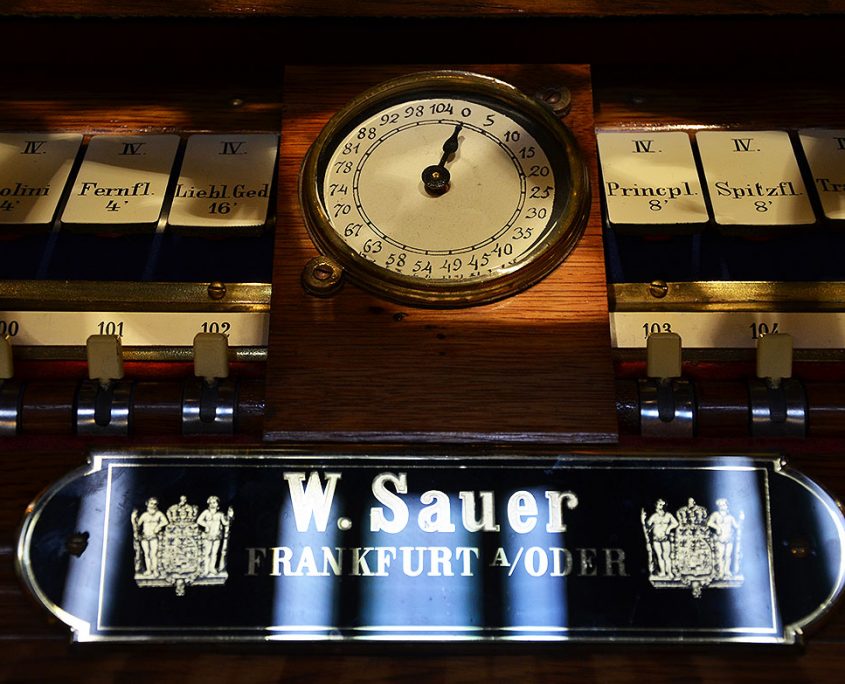 IV. IV. IV. IV. IV.
Fernfl. Liebl.Ged Princpl. Spitzfl.
4' 4' 16' 8' 8'
0 5 10 15 20 25 30 35 40 45 49 54 58 63 67 70 74 78 81 88 92 98 104
101 102 103 104
W. Sauer
FRANKFURT A/ODER